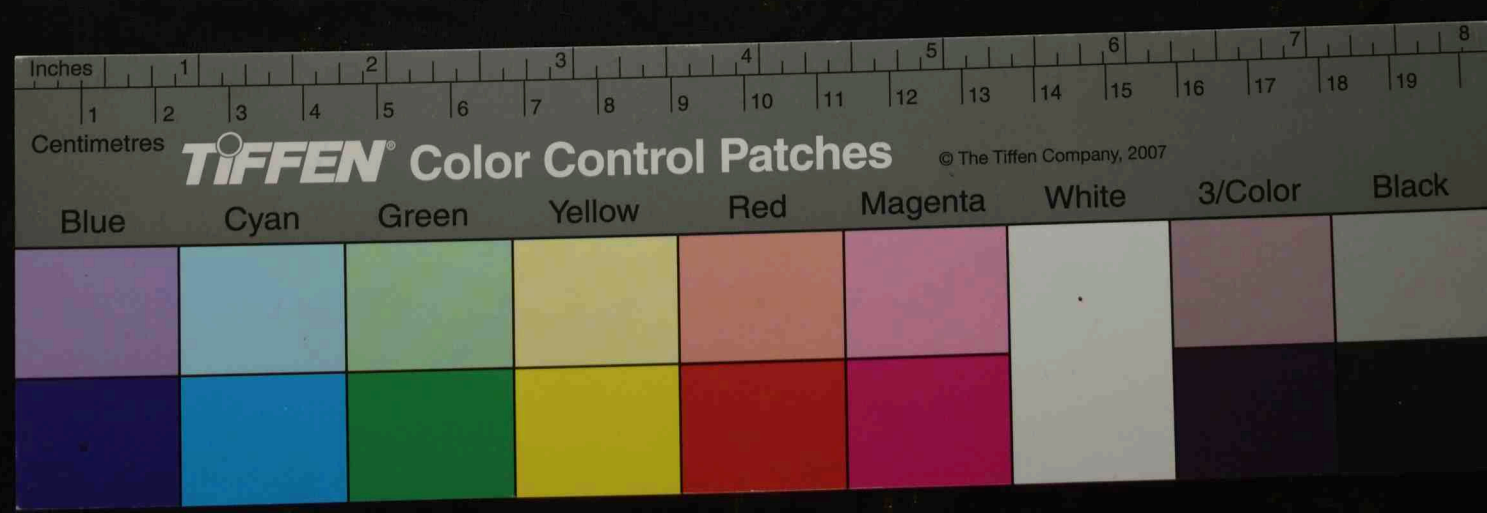 Inches 1 2 3 4 5 6 7 8
1 2 3 4 5 6 7 8 9 10 11 12 13 14 15 16 17 18 19
Centimetres
TIFFEN® Color Control Patches © The Tiffen Company, 2007
Blue Cyan Green Yellow Red Magenta White 3/Color Black